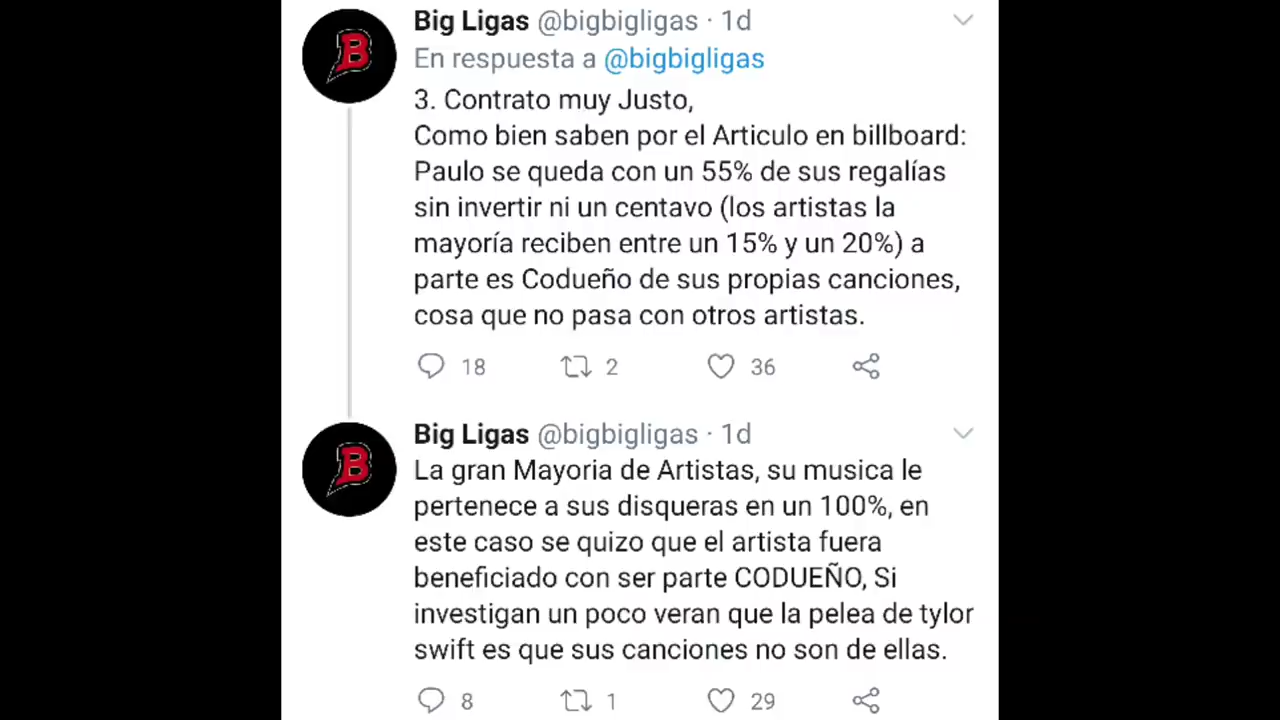 Big Ligas @bigbigligas · 1d
En respuesta a @bigbigligas
3. Contrato muy Justo,
Como bien saben por el Articulo en billboard:
Paulo se queda con un 55% de sus regalías
sin invertir ni un centavo (los artistas la
mayoría reciben entre un 15% y un 20%) a
parte es Codueño de sus propias canciones,
cosa que no pasa con otros artistas.
18 2 36
Big Ligas @bigbigligas · 1d
La gran Mayoria de Artistas, su musica le
pertenece a sus disqueras en un 100%, en
este caso se quizo que el artista fuera
beneficiado con ser parte CODUEÑO, Si
investigan un poco veran que la pelea de tylor
swift es que sus canciones no son de ellas.
8 1 29
B
B